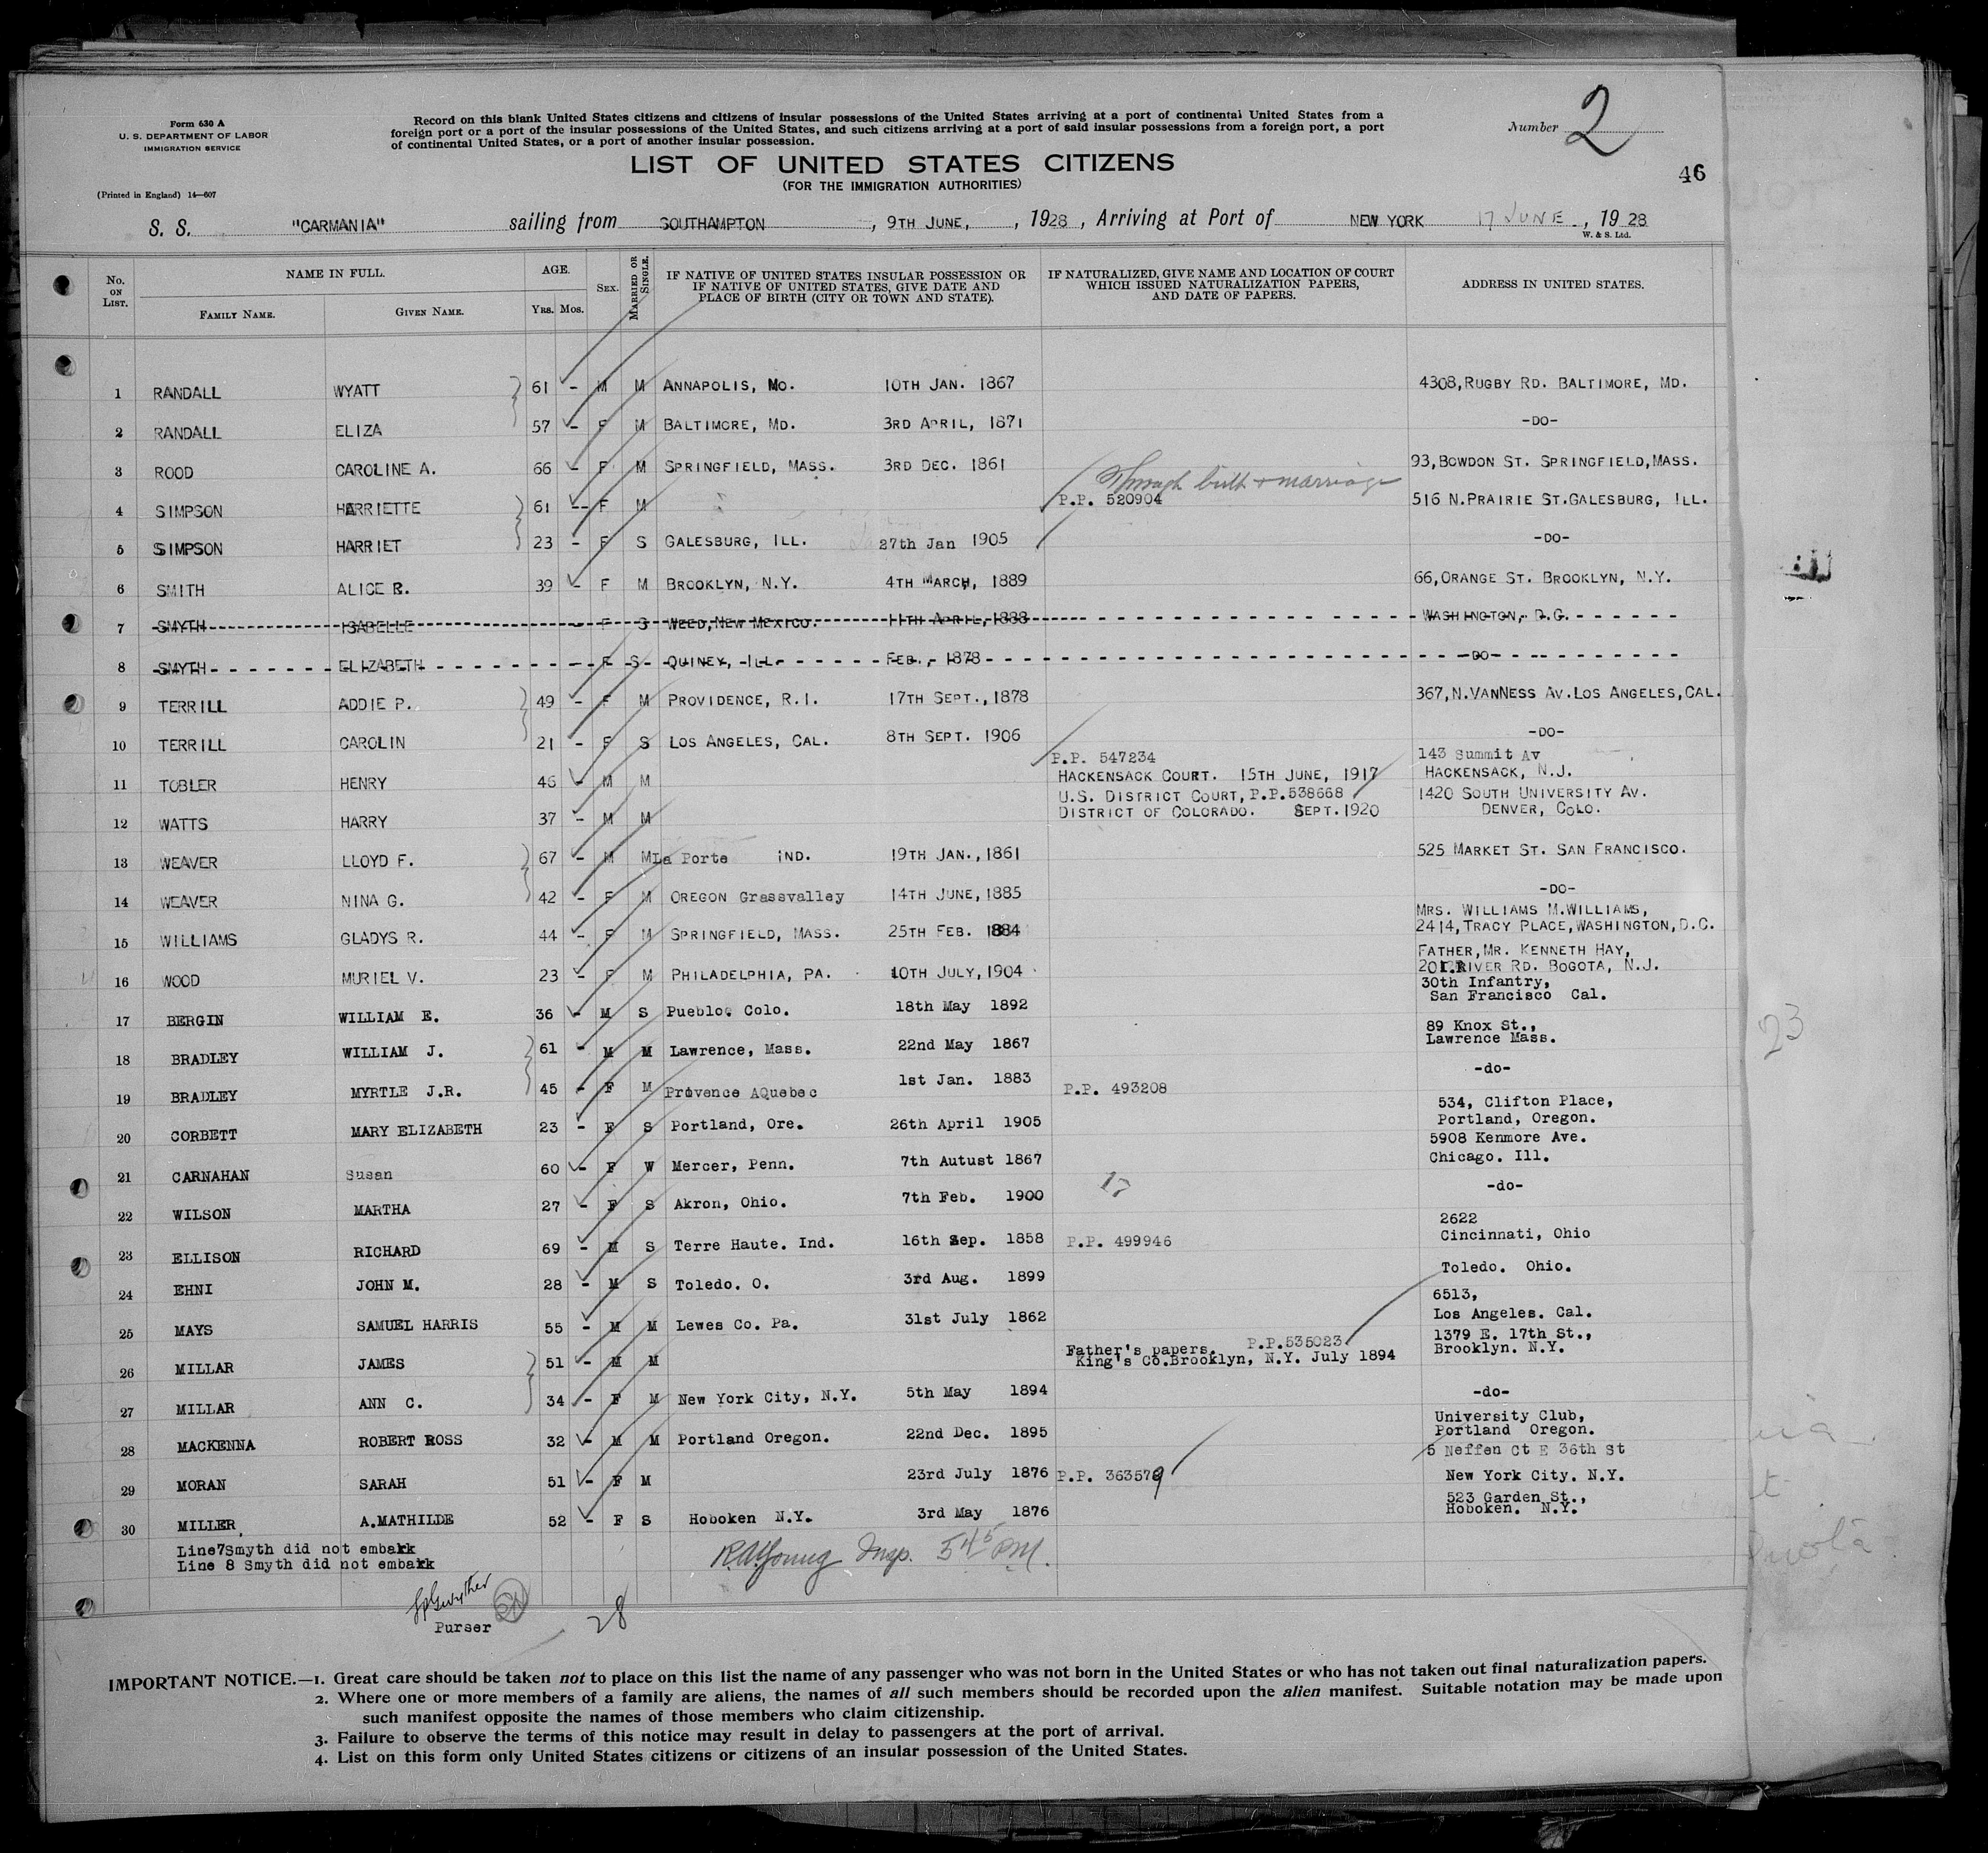 Form 630 A
U. S. DEPARTMENT OF LABOR
IMMIGRATION SERVICE
(Printed in England) 14—607
Record on this blank United States citizens and citizens of insular possessions of the United States arriving at a port of continental United States from a
foreign port or a port of the insular possessions of the United States, and such citizens arriving at a port of said insular possessions from a foreign port, a port
of continental United States, or a port of another insular possession.
Number 2
LIST OF UNITED STATES CITIZENS
(FOR THE IMMIGRATION AUTHORITIES)
46
S. S. "CARMANIA" sailing from SOUTHAMPTON, 9TH JUNE, , 1928, Arriving at Port of NEW YORK 17 JUNE, 1928
W. & S. Ltd.
No. ON LIST. NAME IN FULL. FAMILY NAME. GIVEN NAME. AGE. YRS. MOS. SEX. MARRIED OR SINGLE. IF NATIVE OF UNITED STATES INSULAR POSSESSION OR IF NATIVE OF UNITED STATES, GIVE DATE AND PLACE OF BIRTH (CITY OR TOWN AND STATE). IF NATURALIZED, GIVE NAME AND LOCATION OF COURT WHICH ISSUED NATURALIZATION PAPERS, AND DATE OF PAPERS. ADDRESS IN UNITED STATES.
1 RANDALL WYATT 61 - M M ANNAPOLIS, MO. 10TH JAN. 1867 4308, RUGBY RD. BALTIMORE, MD.
2 RANDALL ELIZA 57 - F M BALTIMORE, MD. 3RD APRIL, 1871 -DO-
3 ROOD CAROLINE A. 66 - F M SPRINGFIELD, MASS. 3RD DEC. 1861 93, BOWDON ST. SPRINGFIELD, MASS.
Through birth + marriage
4 SIMPSON HARRIETTE 61 -- F M P.P. 520904 516 N. PRAIRIE ST. GALESBURG, ILL.
5 SIMPSON HARRIET 23 - F S GALESBURG, ILL. 27th Jan 1905 -DO-
6 SMITH ALICE R. 39 - F M BROOKLYN, N.Y. 4TH MARCH, 1889 66, ORANGE ST. BROOKLYN, N.Y.
7 SMYTH ISABELLE - F S WEED, NEW MEXICO. 11TH APRIL, 1888 WASHINGTON, D.C.
8 SMYTH ELIZABETH - F S QUINEY, ILL. FEB., 1878 -DO-
9 TERRILL ADDIE P. 49 - F M PROVIDENCE, R.I. 17TH SEPT., 1878 367, N. VANNESS AV. LOS ANGELES, CAL.
10 TERRILL CAROLIN 21 - F S LOS ANGELES, CAL. 8TH SEPT. 1906 -DO-
P.P. 547234 143 Summit Av
11 TOBLER HENRY 46 - M M HACKENSACK COURT. 15TH JUNE, 1917 HACKENSACK, N.J.
U.S. DISTRICT COURT, P.P.538668 1420 SOUTH UNIVERSITY AV.
12 WATTS HARRY 37 - M M DISTRICT OF COLORADO. SEPT. 1920 DENVER, COLO.
13 WEAVER LLOYD F. 67 - M M La Porte IND. 19TH JAN., 1861 525 MARKET ST. SAN FRANCISCO.
14 WEAVER NINA G. 42 - F M OREGON Grassvalley 14TH JUNE, 1885 -DO-
MRS. WILLIAMS M. WILLIAMS,
15 WILLIAMS GLADYS R. 44 - F M SPRINGFIELD, MASS. 25TH FEB. 1884 2414, TRACY PLACE, WASHINGTON, D.C.
FATHER, MR. KENNETH HAY,
16 WOOD MURIEL V. 23 - F M PHILADELPHIA, PA. 10TH JULY, 1904 RIVER RD. BOGOTA, N.J.
30th Infantry,
San Francisco Cal.
17 BERGIN WILLIAM E. 36 - M S Pueblo. Colo. 18th May 1892
89 Knox St.,
18 BRADLEY WILLIAM J. 61 - M M Lawrence, Mass. 22nd May 1867 Lawrence Mass.
19 BRADLEY MYRTLE J.R. 45 - F M Provence AQuebec 1st Jan. 1883 P.P. 493208 -do-
534, Clifton Place,
20 CORBETT MARY ELIZABETH 23 - F S Portland, Ore. 26th April 1905 Portland, Oregon.
5908 Kenmore Ave.
21 CARNAHAN Susan 60 - F W Mercer, Penn. 7th Autust 1867 Chicago. Ill.
22 WILSON MARTHA 27 - F S Akron, Ohio. 7th Feb. 1900 -do-
2622
23 ELLISON RICHARD 69 - M S Terre Haute. Ind. 16th Sep. 1858 P.P. 499946 Cincinnati, Ohio
24 EHNI JOHN M. 28 - M S Toledo. O. 3rd Aug. 1899 Toledo. Ohio.
6513,
25 MAYS SAMUEL HARRIS 55 - M M Lewes Co. Pa. 31st July 1862 Los Angeles. Cal.
Father's papers. P.P.535023 1379 E. 17th St.,
26 MILLAR JAMES 51 - M M King's Co. Brooklyn, N.Y. July 1894 Brooklyn. N.Y.
27 MILLAR ANN C. 34 - F M New York City, N.Y. 5th May 1894 -do-
University Club,
28 MACKENNA ROBERT ROSS 32 - M M Portland Oregon. 22nd Dec. 1895 Portland Oregon.
5 Neffen Ct E 36th St
29 MORAN SARAH 51 - F M 23rd July 1876 P.P. 363579 New York City. N.Y.
523 Garden St.,
30 MILLER, A.MATHILDE 52 - F S Hoboken N.Y. 3rd May 1876 Hoboken. N.Y.
Line7Smyth did not embark
Line 8 Smyth did not embark
R A Young Insp. 5 45 PM.
Purser
28
23
IMPORTANT NOTICE.—1. Great care should be taken not to place on this list the name of any passenger who was not born in the United States or who has not taken out final naturalization papers.
2. Where one or more members of a family are aliens, the names of all such members should be recorded upon the alien manifest. Suitable notation may be made upon
such manifest opposite the names of those members who claim citizenship.
3. Failure to observe the terms of this notice may result in delay to passengers at the port of arrival.
4. List on this form only United States citizens or citizens of an insular possession of the United States.